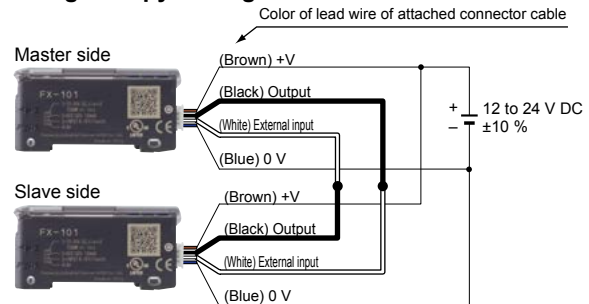 Color of lead wire of attached connector cable
Master side
(Brown) +V
(Black) Output
(White) External input
(Blue) 0 V
FX-101
+
–
12 to 24 V DC
±10 %
Slave side
(Brown) +V
(Black) Output
(White) External input
(Blue) 0 V
FX-101